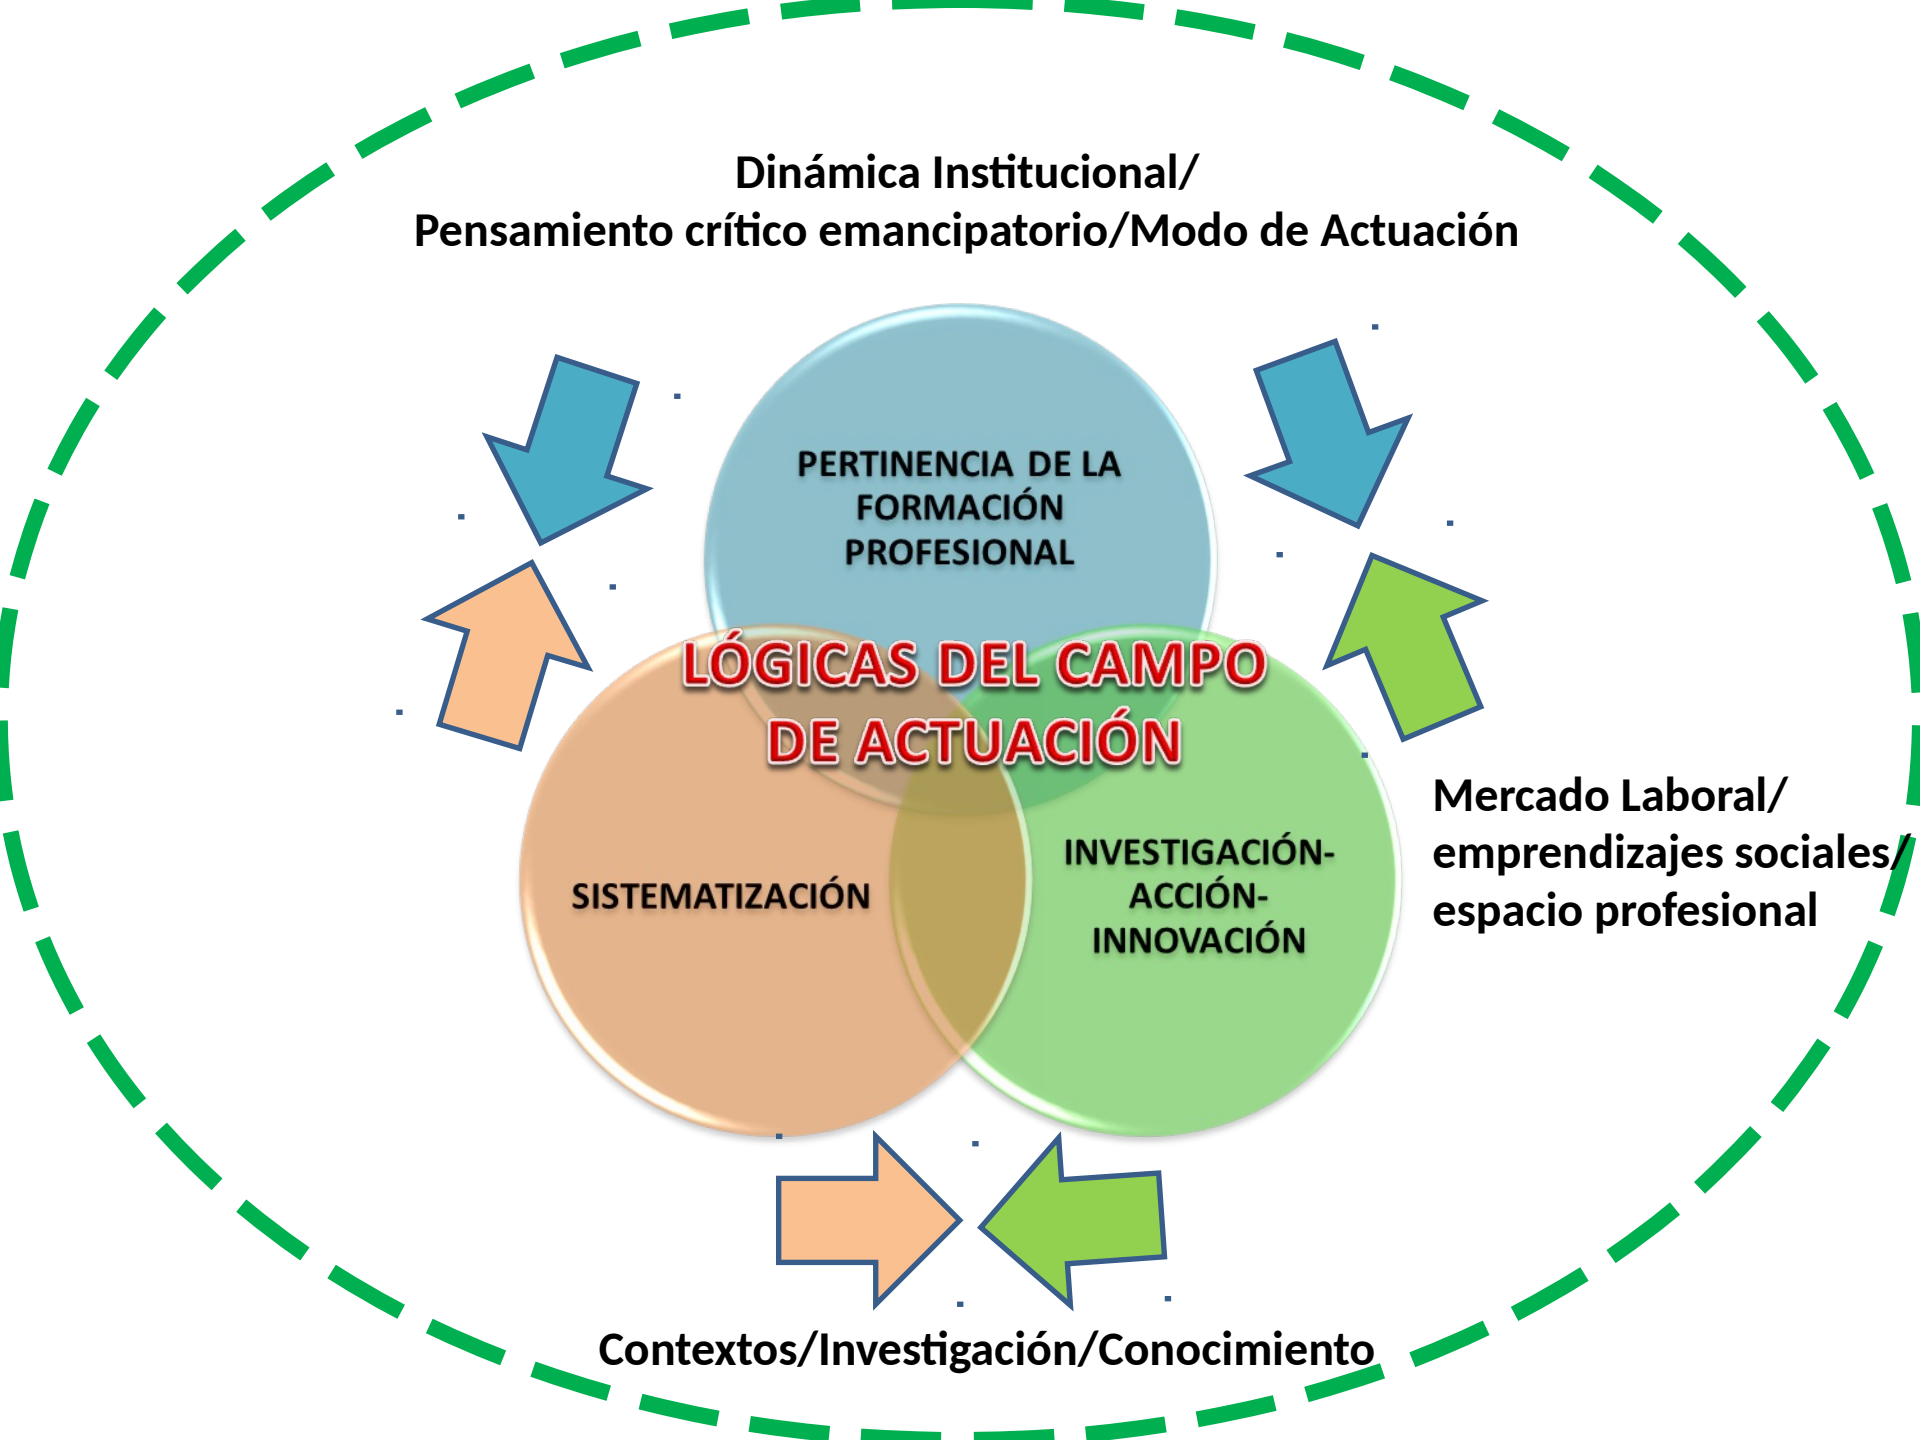 Dinámica Institucional/
Pensamiento crítico emancipatorio/Modo de Actuación
PERTINENCIA DE LA
FORMACIÓN
PROFESIONAL
LÓGICAS DEL CAMPO
DE ACTUACIÓN
SISTEMATIZACIÓN
INVESTIGACIÓN-
ACCIÓN-
INNOVACIÓN
Mercado Laboral/
emprendizajes sociales/
espacio profesional
Contextos/Investigación/Conocimiento